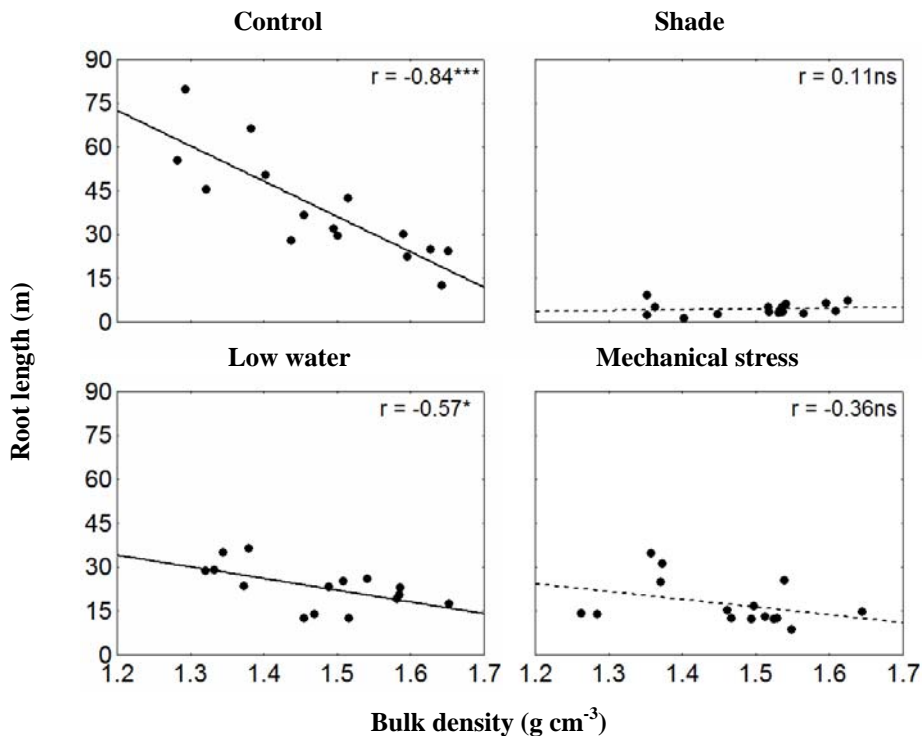 Control
Shade
r = -0.84***
r = 0.11ns
90
75
60
45
30
15
0
Low water
Mechanical stress
r = -0.57*
r = -0.36ns
90
75
60
45
30
15
0
1.2 1.3 1.4 1.5 1.6 1.7
1.2 1.3 1.4 1.5 1.6 1.7
Root length (m)
Bulk density (g cm⁻³)